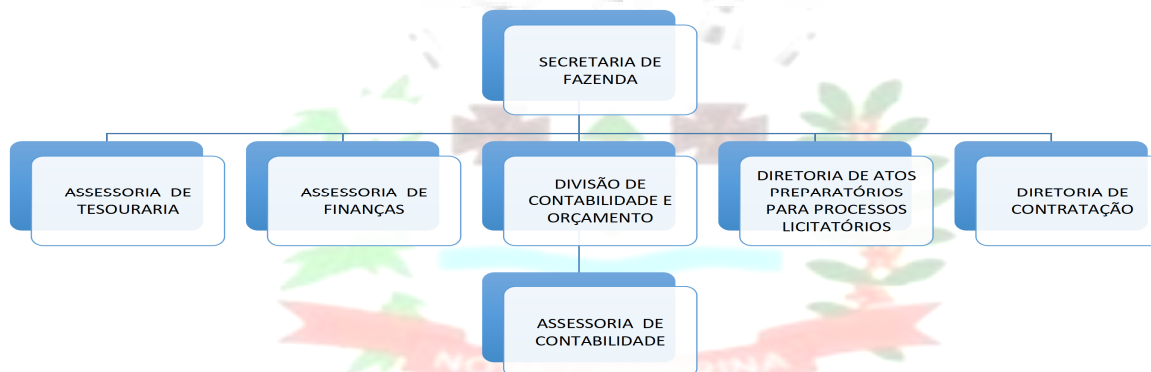 SECRETARIA DE
FAZENDA
ASSESSORIA DE
TESOURARIA
ASSESSORIA DE
FINANÇAS
DIVISÃO DE
CONTABILIDADE E
ORÇAMENTO
DIRETORIA DE ATOS
PREPARATÓRIOS
PARA PROCESSOS
LICITATÓRIOS
DIRETORIA DE
CONTRATAÇÃO
ASSESSORIA DE
CONTABILIDADE